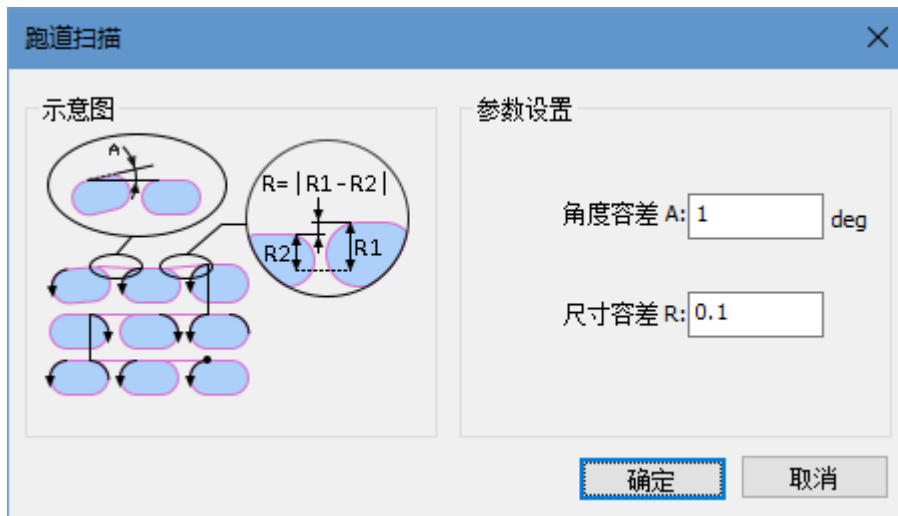 跑道扫描
示意图
A
R=|R1-R2|
R2
R1
参数设置
角度容差 A: 1 deg
尺寸容差 R: 0.1
确定
取消